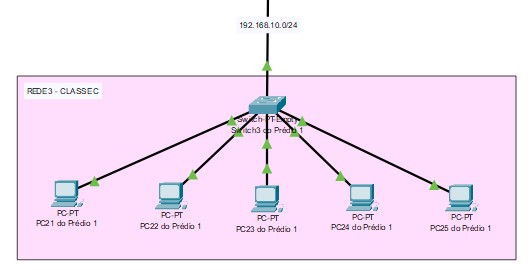 192.168.10.0/24
REDE3 - CLASSEC
Switch-PT-Empty
Switch3 do Prédio 1
PC-PT
PC21 do Prédio 1
PC-PT
PC22 do Prédio 1
PC-PT
PC23 do Prédio 1
PC-PT
PC24 do Prédio 1
PC-PT
PC25 do Prédio 1